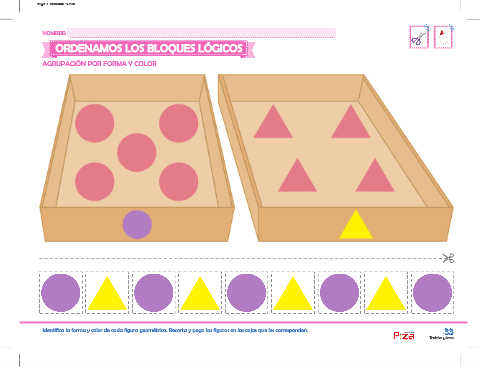 NOMBRE:
ORDENAMOS LOS BLOQUES LÓGICOS
AGRUPACIÓN POR FORMA Y COLOR
Identifica la forma y color de cada figura geométrica. Recorta y pega las figuras en las cajas que les corresponden.